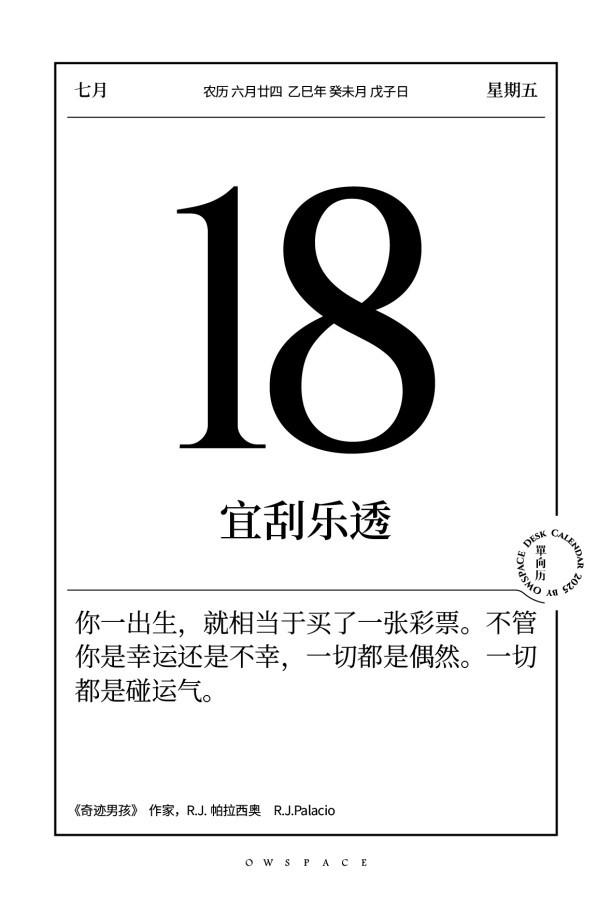 七月
农历 六月廿四 乙巳年 癸未月 戊子日
星期五
18
宜刮乐透
OWSPACE DESK CALENDAR 2025 BY
單向历
你一出生，就相当于买了一张彩票。不管
你是幸运还是不幸，一切都是偶然。一切
都是碰运气。
《奇迹男孩》 作家，R.J. 帕拉西奥 R.J.Palacio
OWSPACE